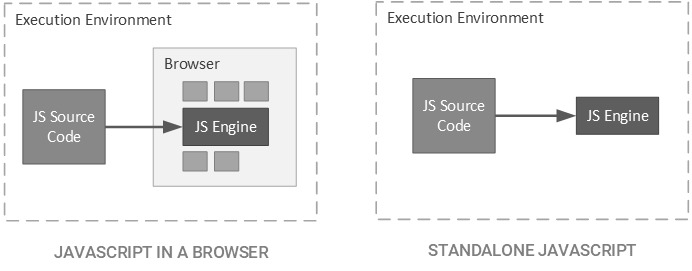 Execution Environment
Browser
JS Source
Code
JS Engine
JAVASCRIPT IN A BROWSER
Execution Environment
JS Source
Code
JS Engine
STANDALONE JAVASCRIPT